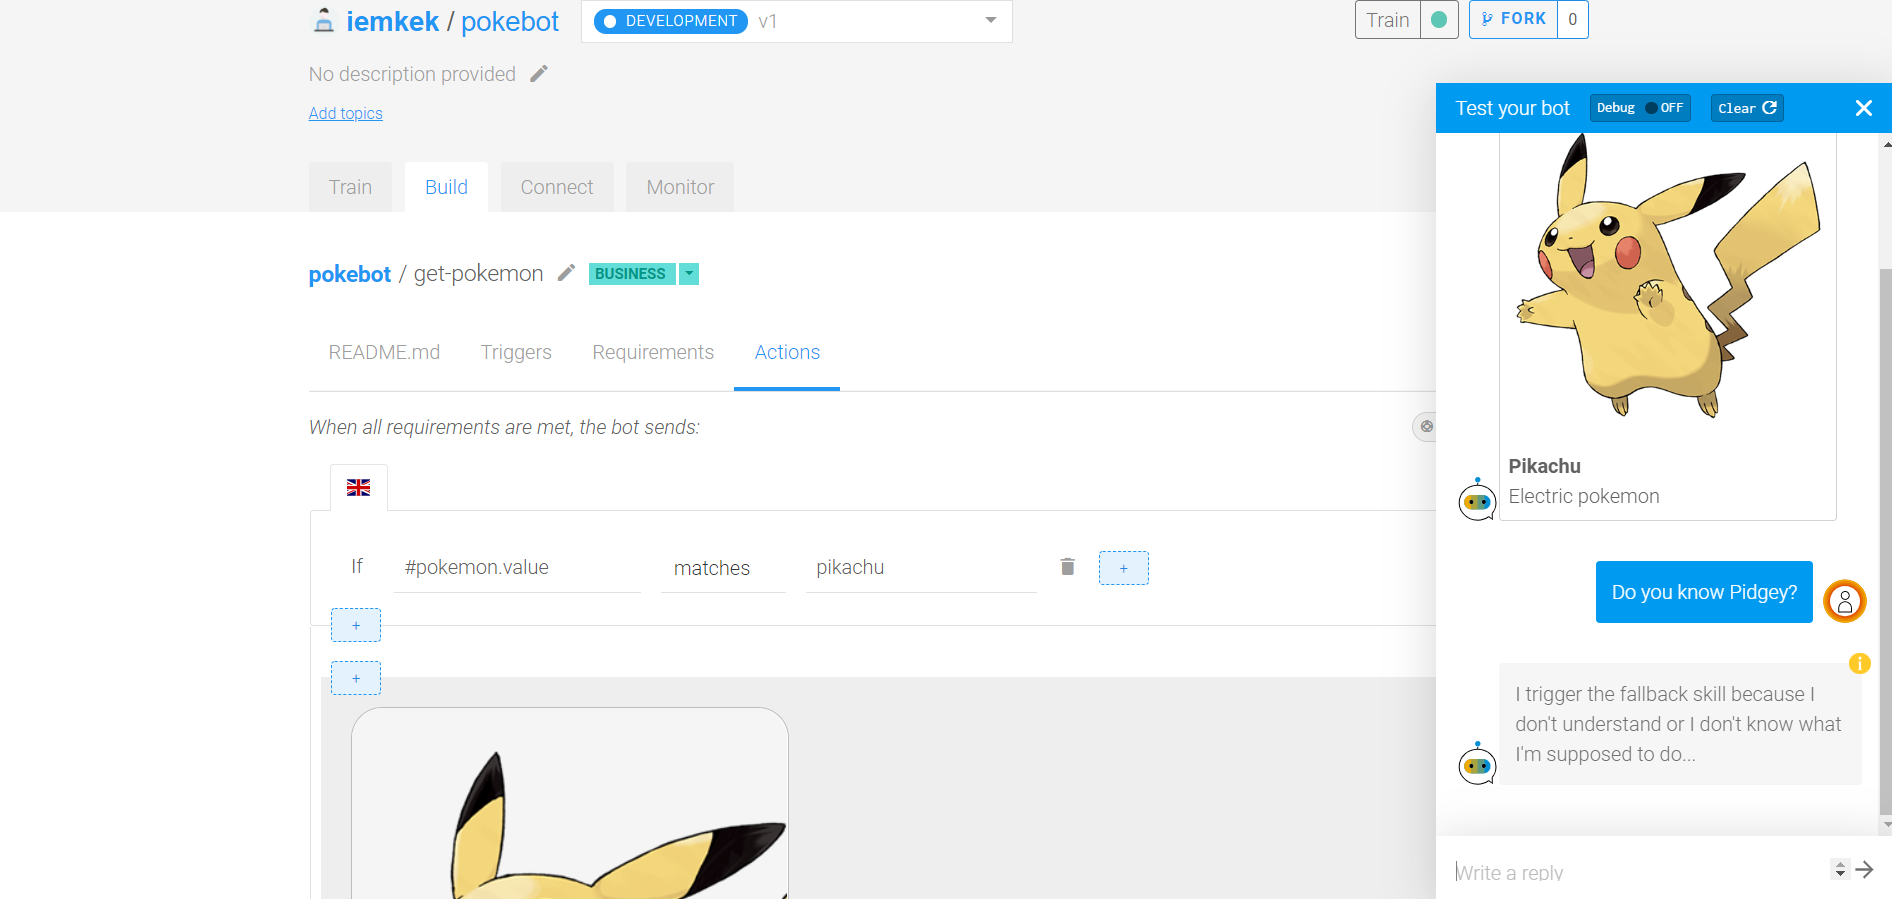 iemkek / pokebot
DEVELOPMENT v1
Train
FORK 0
No description provided
Add topics
Train Build Connect Monitor
pokebot / get-pokemon BUSINESS
README.md Triggers Requirements Actions
When all requirements are met, the bot sends:
If #pokemon.value matches pikachu +
+
+
Test your bot Debug OFF Clear
Pikachu
Electric pokemon
Do you know Pidgey?
I trigger the fallback skill because I
don't understand or I don't know what
I'm supposed to do...
Write a reply